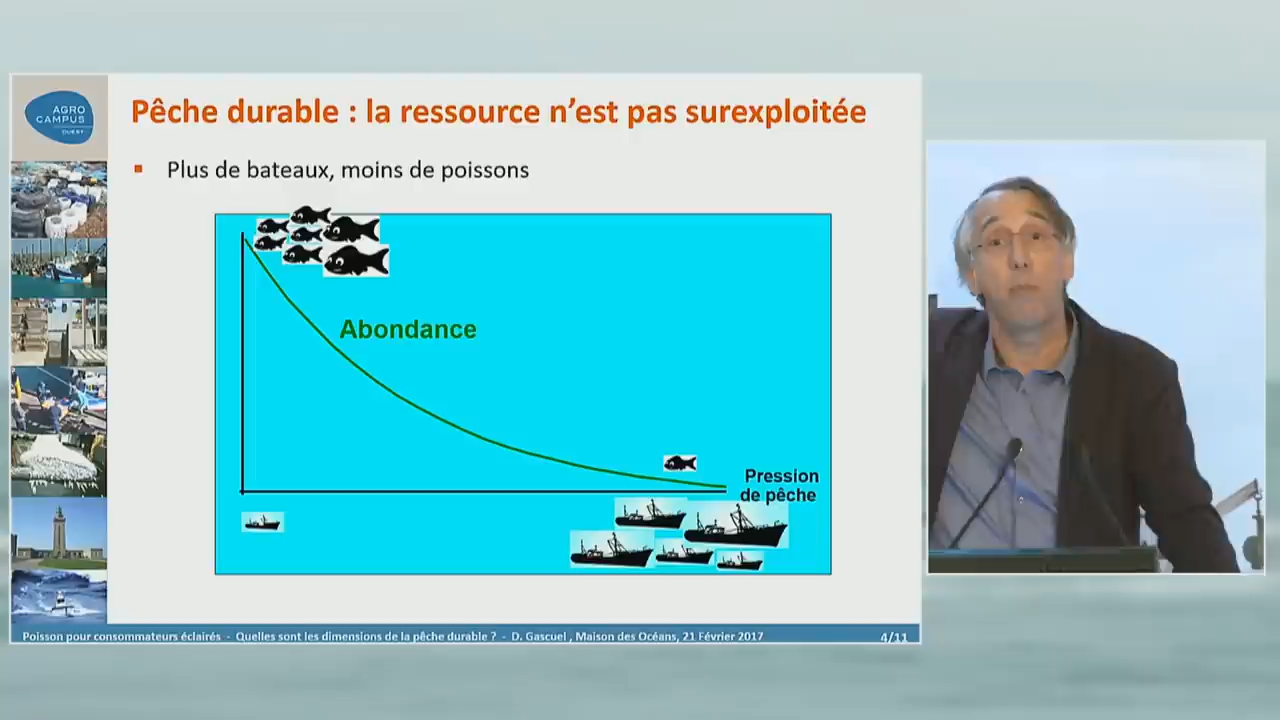 AGRO
CAMPUS
OUEST
Pêche durable : la ressource n'est pas surexploitée
Plus de bateaux, moins de poissons
Abondance
Pression
de pêche
Poisson pour consommateurs éclairés - Quelles sont les dimensions de la pêche durable ? - D. Gascuel , Maison des Océans, 21 Février 2017
4/11